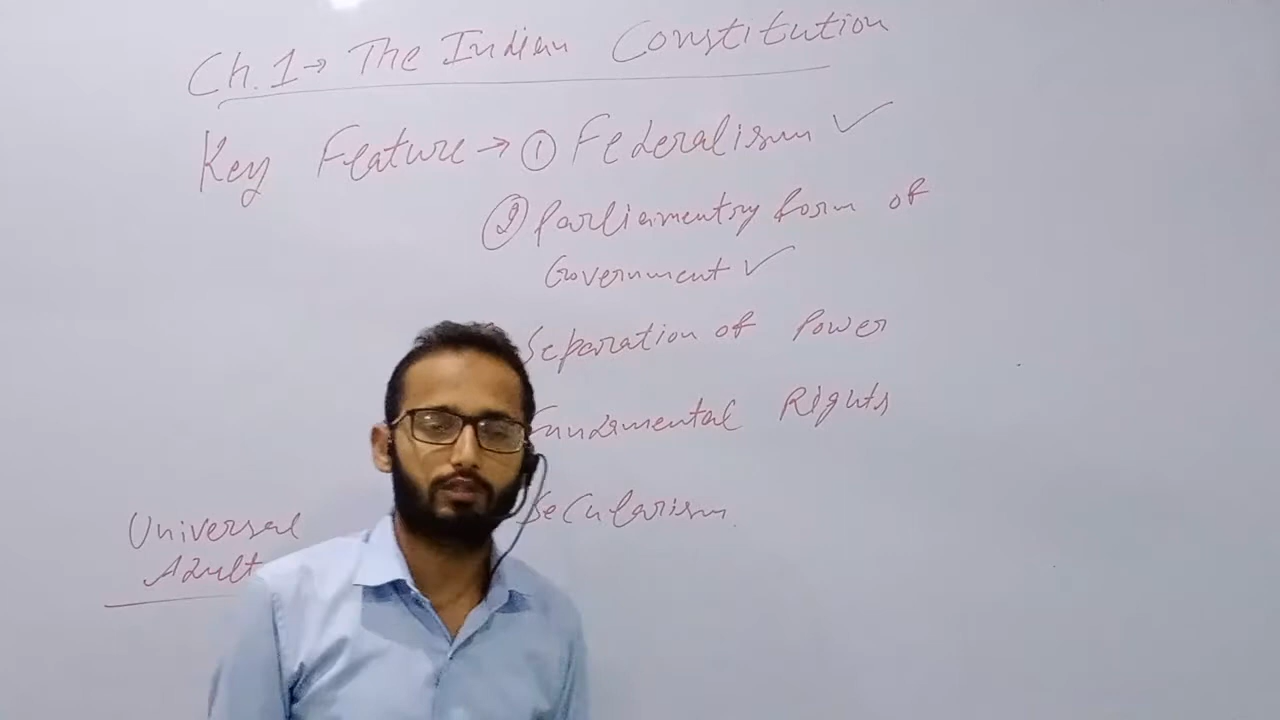 Ch.1→ The Indian Constitution
Key Feature → ① Federalism ✓
② Parliamentry form of
Government ✓
Separation of Power
Fundamental Rights
Secularism.
Universal
Adult